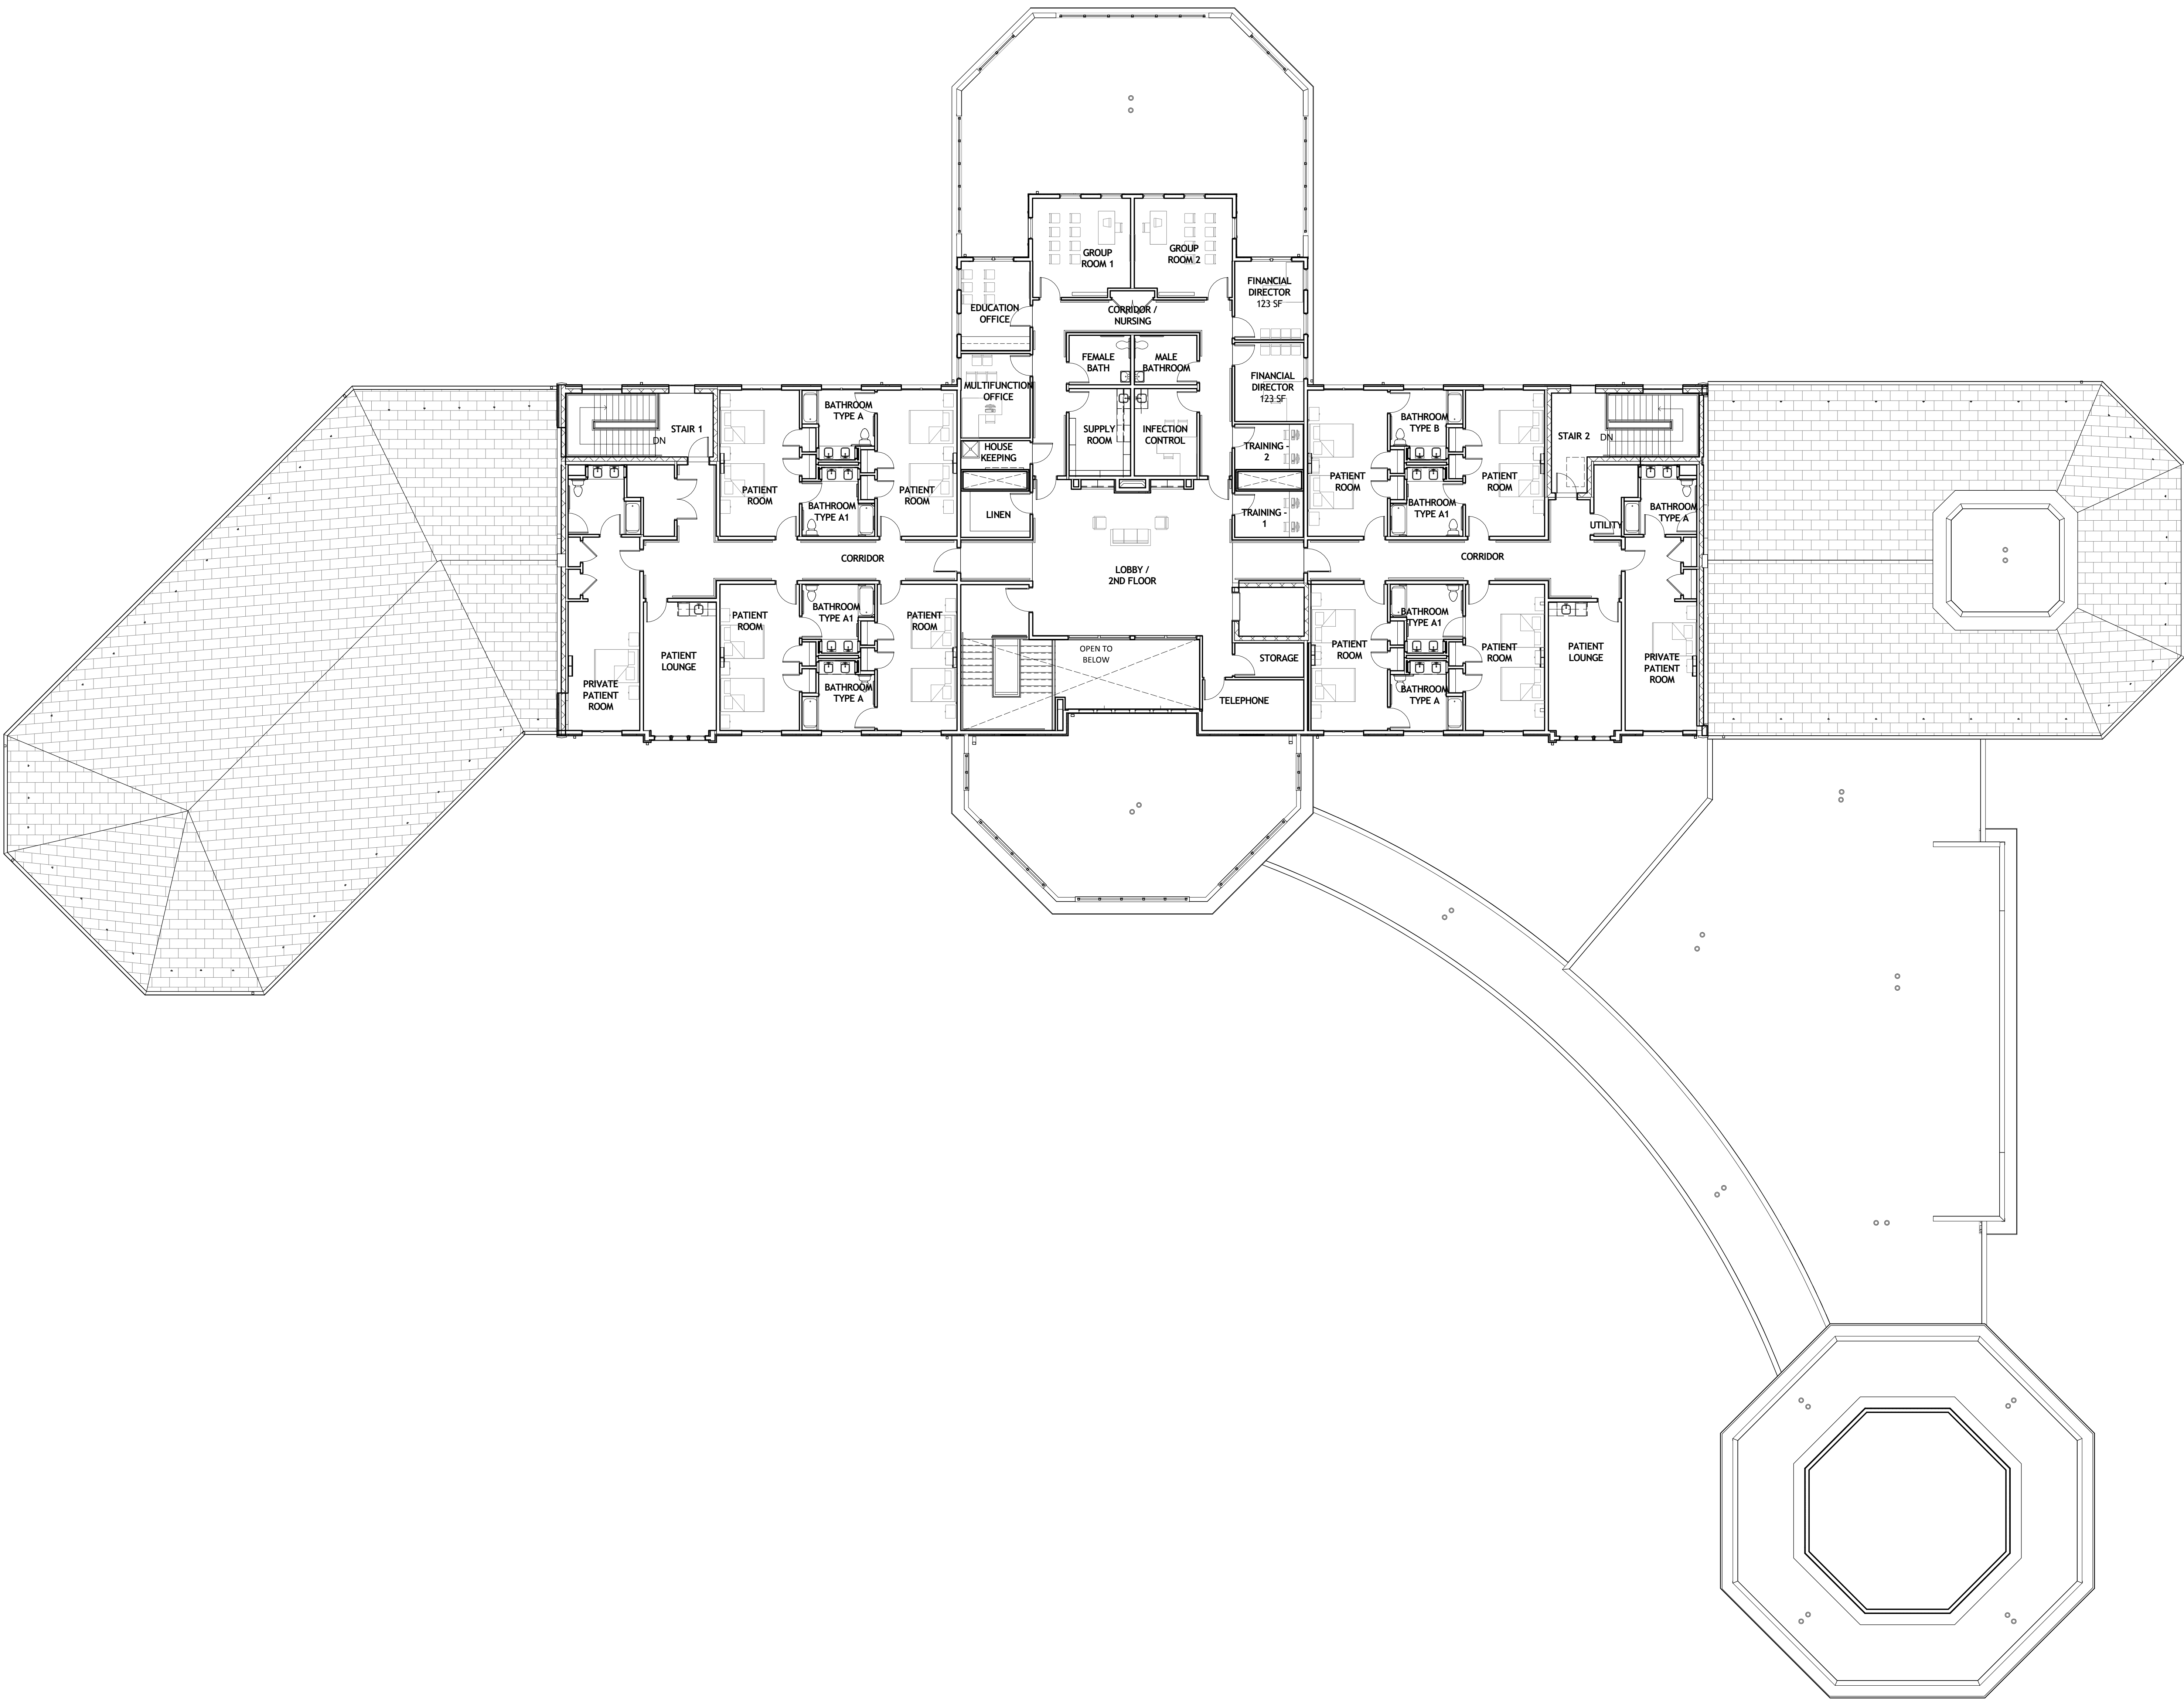 GROUP
ROOM 1
GROUP
ROOM 2
EDUCATION
OFFICE
CORRIDOR /
NURSING
FINANCIAL
DIRECTOR
123 SF
FEMALE
BATH
MALE
BATHROOM
MULTIFUNCTION
OFFICE
FINANCIAL
DIRECTOR
123 SF
STAIR 1
DN
BATHROOM
TYPE A
SUPPLY
ROOM
INFECTION
CONTROL
HOUSE
KEEPING
TRAINING -
2
BATHROOM
TYPE B
STAIR 2
DN
PATIENT
ROOM
BATHROOM
TYPE A1
PATIENT
ROOM
LINEN
TRAINING -
1
PATIENT
ROOM
BATHROOM
TYPE A1
PATIENT
ROOM
UTILITY
BATHROOM
TYPE A
CORRIDOR
LOBBY /
2ND FLOOR
CORRIDOR
PATIENT
ROOM
BATHROOM
TYPE A1
PATIENT
ROOM
PATIENT
ROOM
BATHROOM
TYPE A1
PATIENT
ROOM
PATIENT
LOUNGE
PRIVATE
PATIENT
ROOM
PATIENT
LOUNGE
OPEN TO
BELOW
STORAGE
PRIVATE
PATIENT
ROOM
BATHROOM
TYPE A
TELEPHONE
BATHROOM
TYPE A